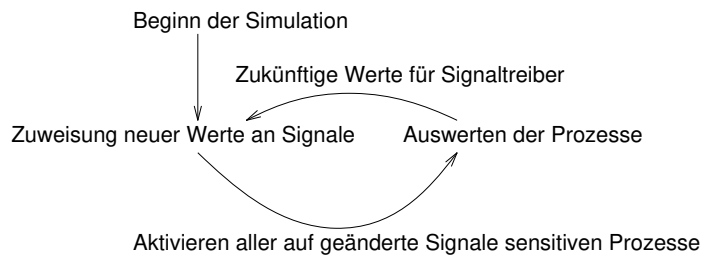 Beginn der Simulation
Zukünftige Werte für Signaltreiber
Zuweisung neuer Werte an Signale
Auswerten der Prozesse
Aktivieren aller auf geänderte Signale sensitiven Prozesse